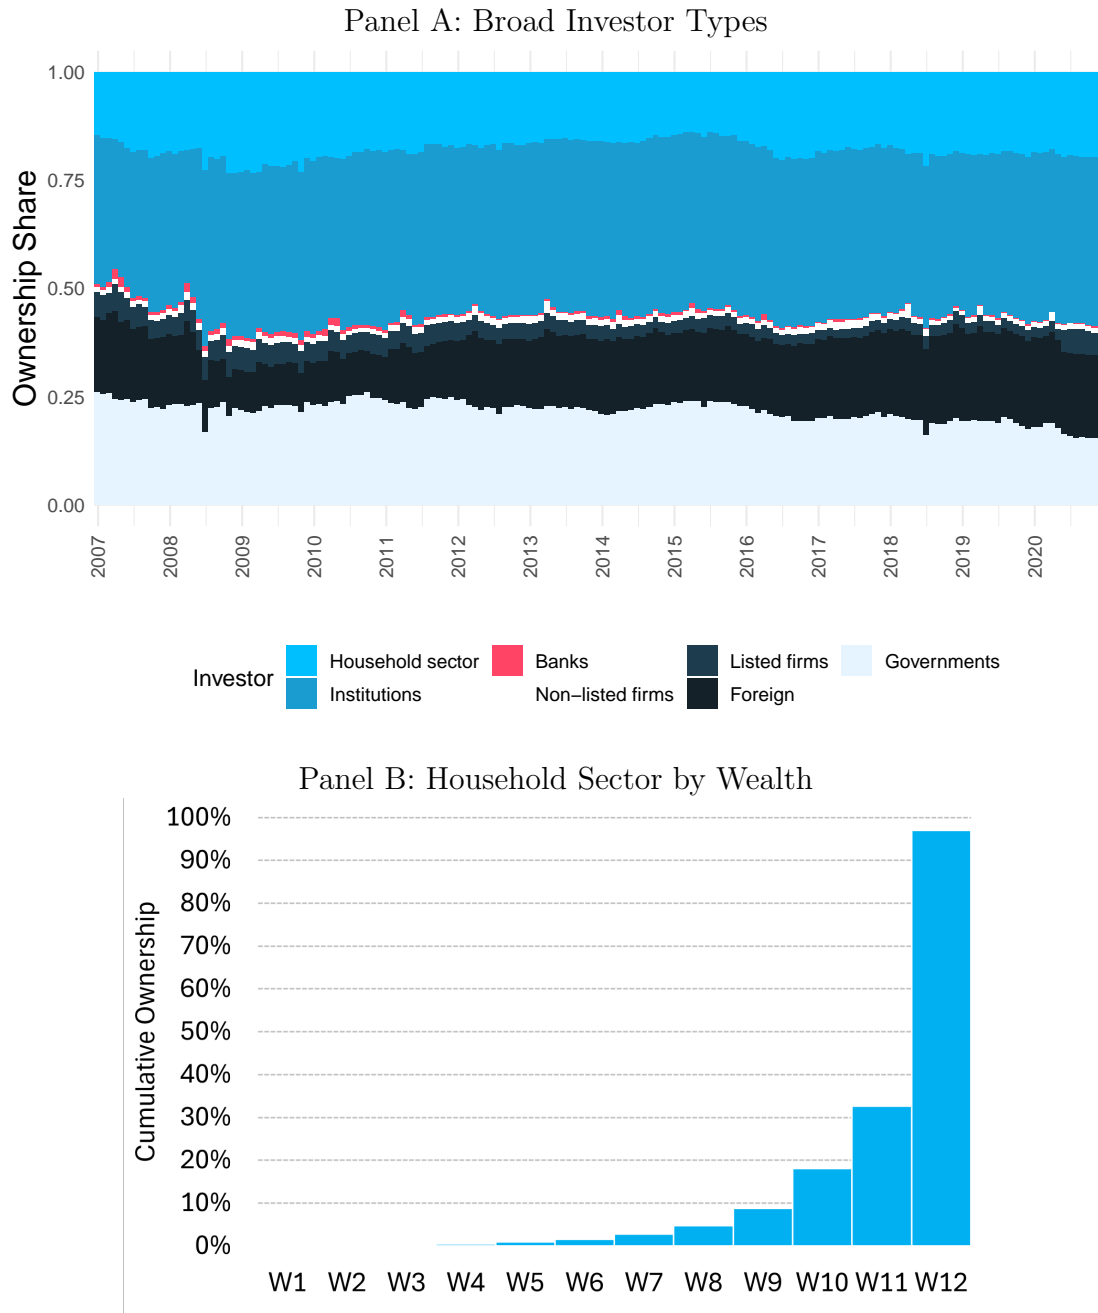 Panel A: Broad Investor Types
Ownership Share
1.00
0.75
0.50
0.25
0.00
2007 2008 2009 2010 2011 2012 2013 2014 2015 2016 2017 2018 2019 2020
Investor
Household sector Banks Listed firms Governments
Institutions Non−listed firms Foreign
Panel B: Household Sector by Wealth
Cumulative Ownership
100%
90%
80%
70%
60%
50%
40%
30%
20%
10%
0%
W1 W2 W3 W4 W5 W6 W7 W8 W9 W10 W11 W12